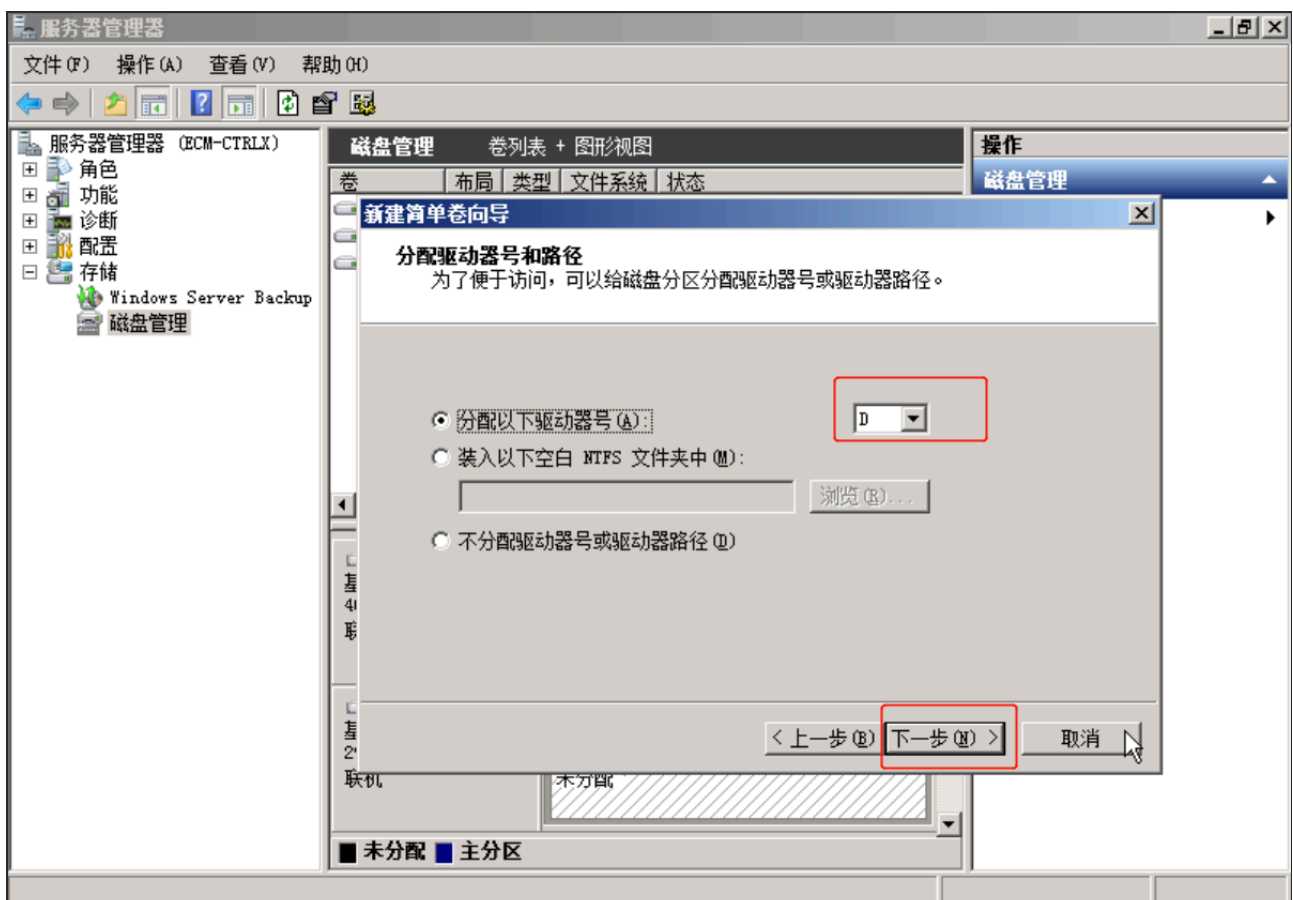 服务器管理器
文件(F) 操作(A) 查看(V) 帮助(H)
服务器管理器 (ECM-CTRLX)
角色
功能
诊断
配置
存储
Windows Server Backup
磁盘管理
磁盘管理 卷列表 + 图形视图
卷 布局 类型 文件系统 状态
操作
磁盘管理
新建简单卷向导
分配驱动器号和路径
为了便于访问，可以给磁盘分区分配驱动器号或驱动器路径。
分配以下驱动器号(A): D
装入以下空白 NTFS 文件夹中(M):
浏览(R)...
不分配驱动器号或驱动器路径(D)
< 上一步(B) 下一步(N) > 取消
联机
未分配
未分配 主分区